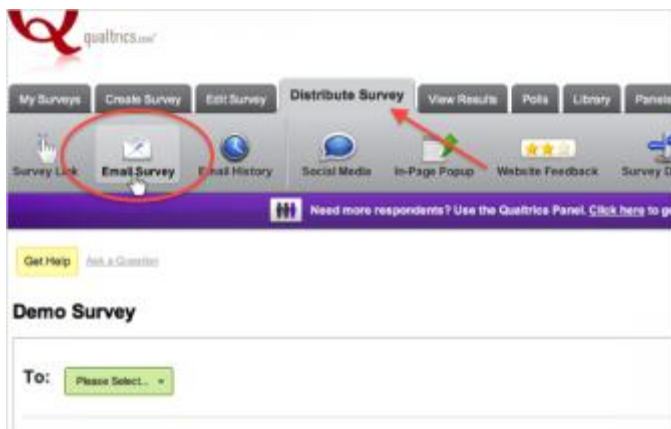 qualtrics.com
My Surveys Create Survey Edit Survey Distribute Survey View Results Polls Library Panel
Survey Link Email Survey Email History Social Media In-Page Popup Website Feedback Survey D
Need more respondents? Use the Qualtrics Panel. Click here to g
Get Help Ask a Question
Demo Survey
To: Please Select...